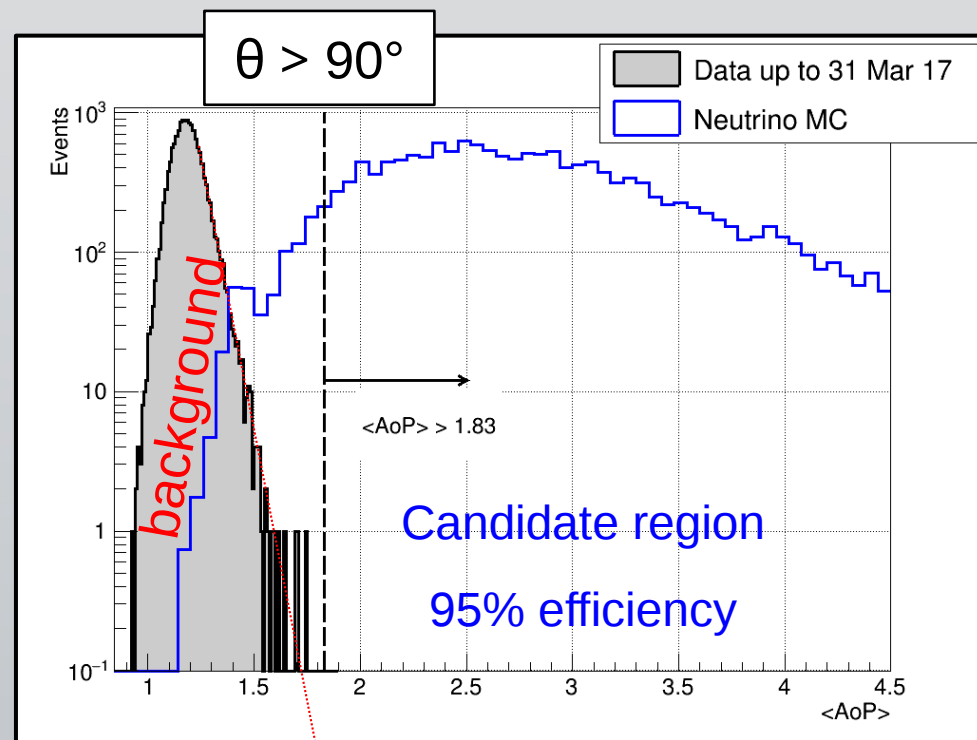 θ > 90°
Data up to 31 Mar 17
Neutrino MC
Events
10³
10²
10
1
10⁻¹
background
<AoP> > 1.83
Candidate region
95% efficiency
1 1.5 2 2.5 3 3.5 4 4.5
<AoP>